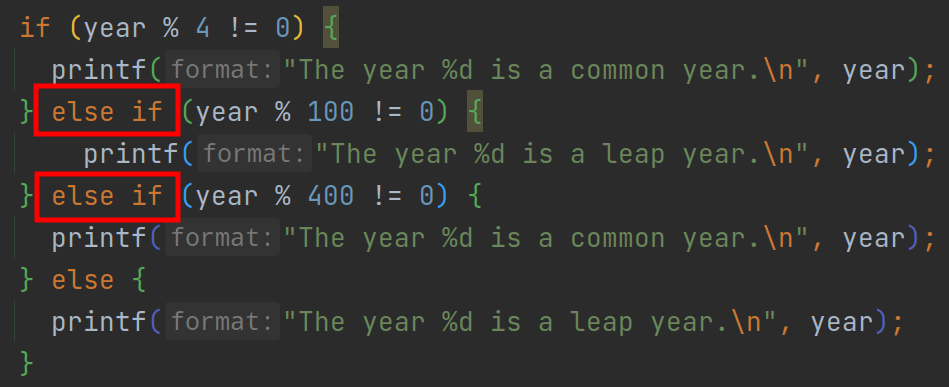 if (year % 4 != 0) {
printf(format:"The year %d is a common year.\n", year);
} else if (year % 100 != 0) {
printf(format:"The year %d is a leap year.\n", year);
} else if (year % 400 != 0) {
printf(format:"The year %d is a common year.\n", year);
} else {
printf(format:"The year %d is a leap year.\n", year);
}